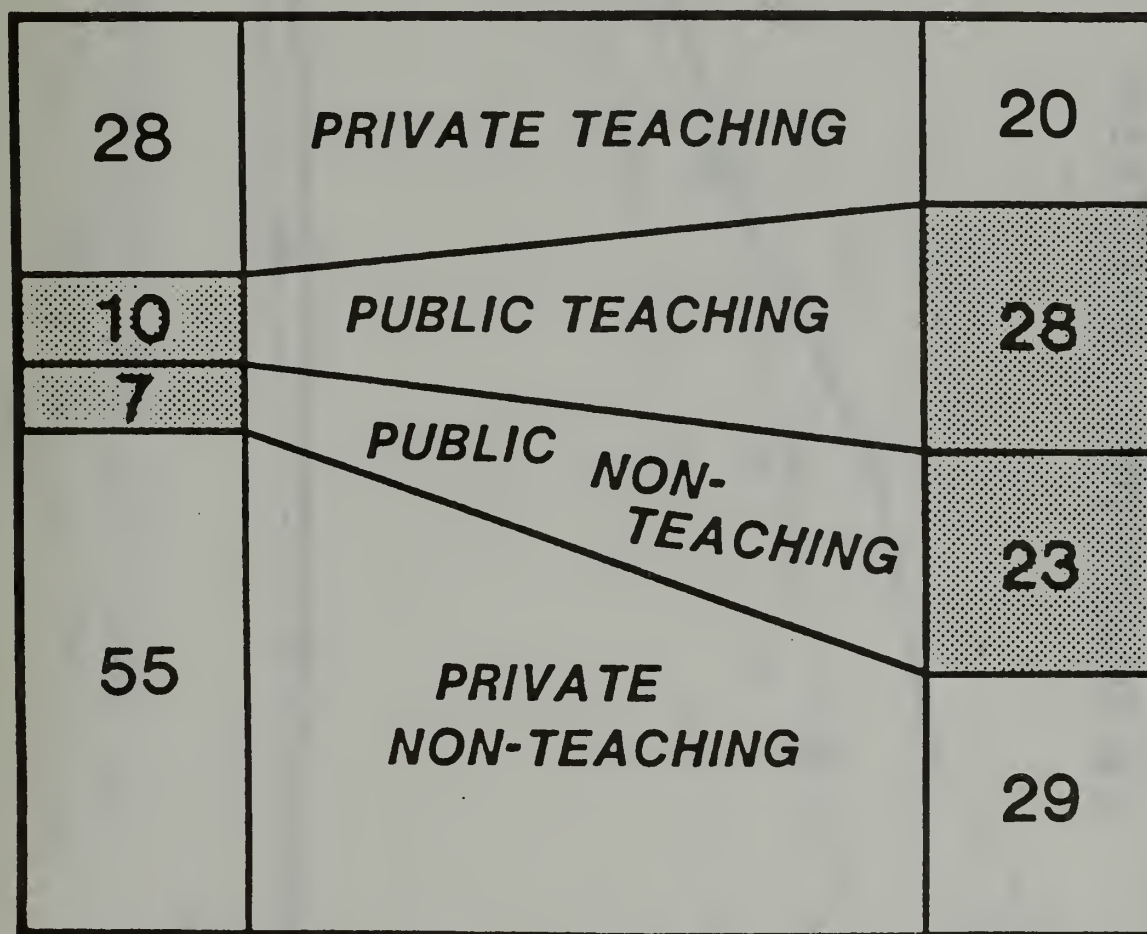 28 PRIVATE TEACHING 20
10 PUBLIC TEACHING 28
7 PUBLIC NON-
TEACHING 23
55 PRIVATE
NON-TEACHING 29